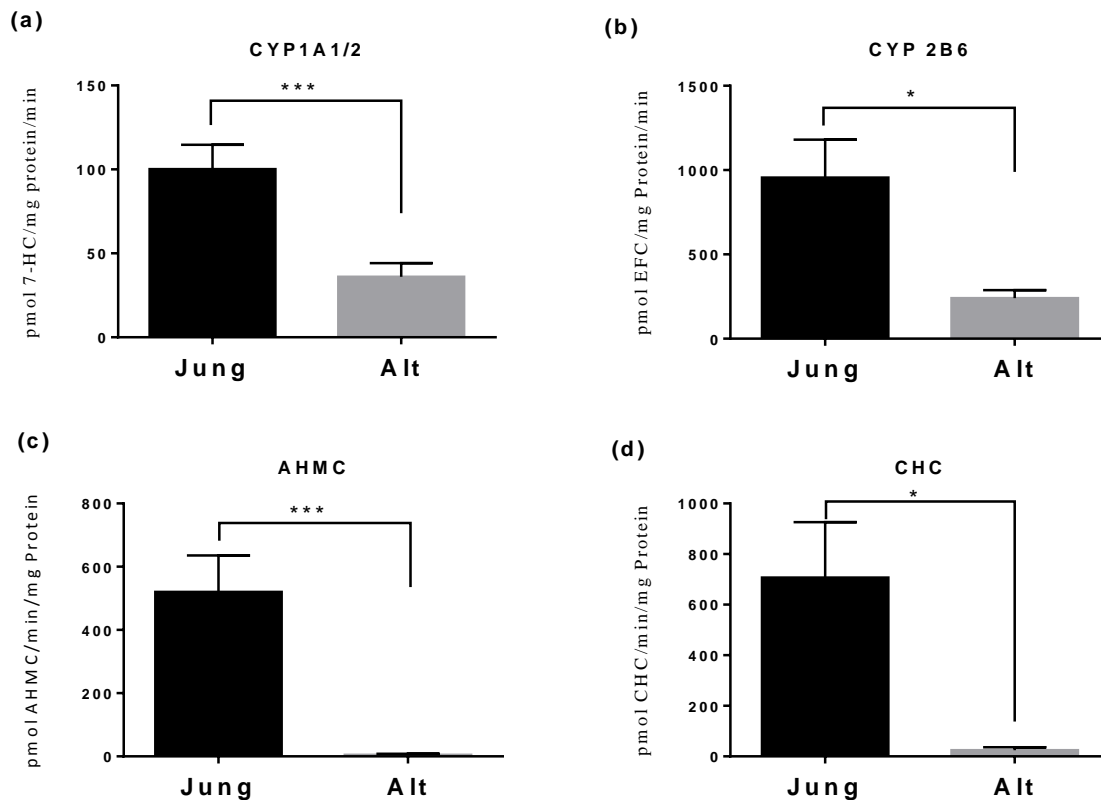 (a)
CYP1A1/2
pmol 7-HC/mg protein/min
150
100
50
0
***
Jung
Alt
(b)
CYP 2B6
pmol EFC/mg Protein/min
1500
1000
500
0
*
Jung
Alt
(c)
AHMC
pmol AHMC/min/mg Protein
800
600
400
200
0
***
Jung
Alt
(d)
CHC
pmol CHC/min/mg Protein
1000
800
600
400
200
0
*
Jung
Alt